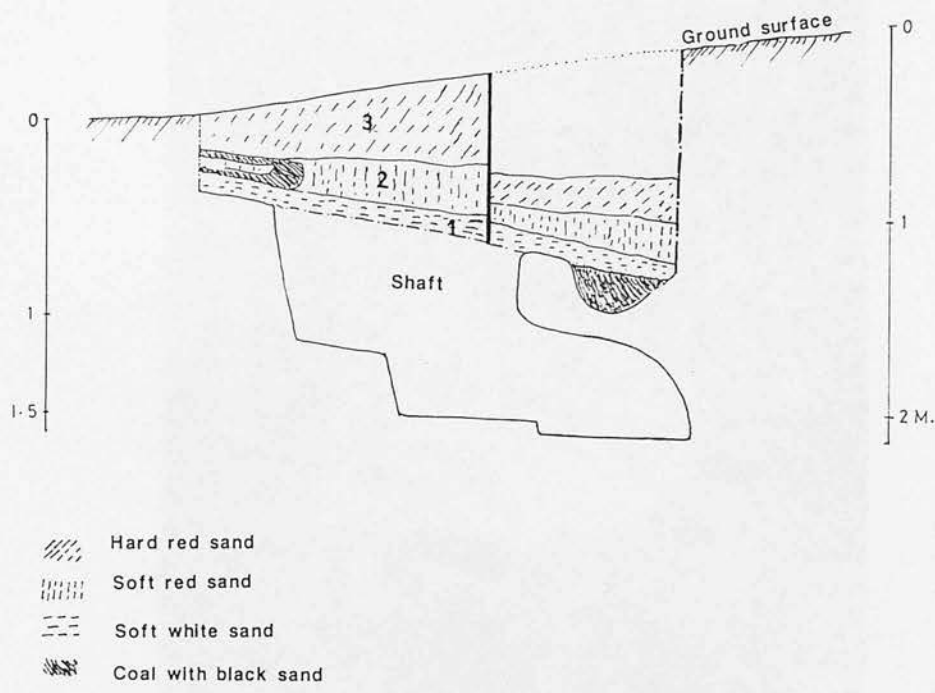 Ground surface
0
0
3
2
1
1
Shaft
1
1·5
2 M.
Hard red sand
Soft red sand
Soft white sand
Coal with black sand